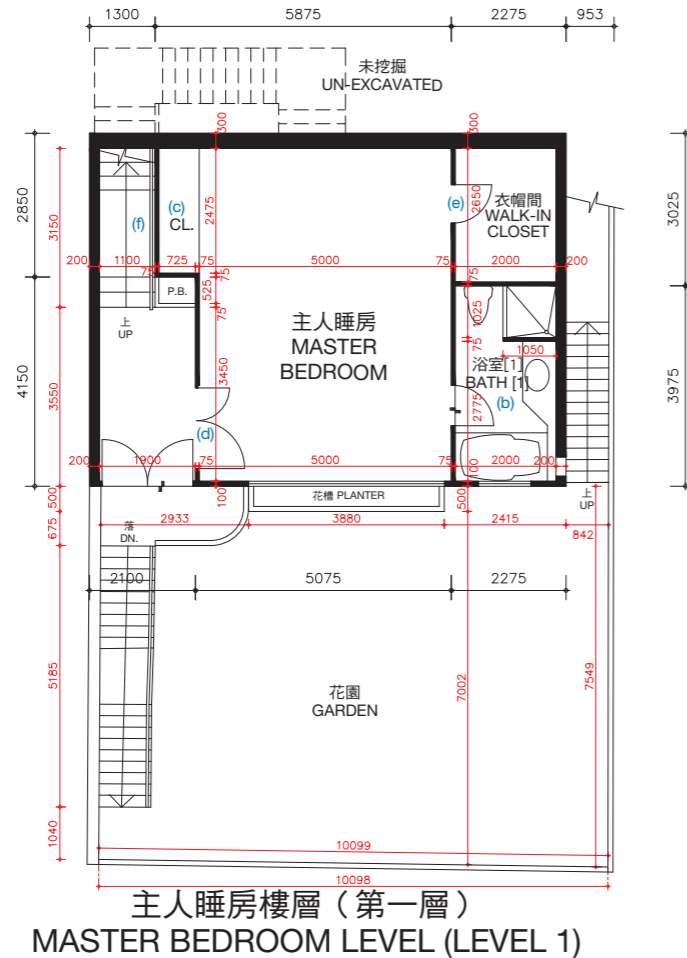 1300 5875 2275 953
未挖掘
UN-EXCAVATED
300 300
2850 3150 2475 2650 3025
(f) (c) (e)
CL.
衣帽間
WALK-IN
CLOSET
200 1100 725 75 5000 75 2000 200
75 75 75
P.B. 525
上
UP
75
主人睡房
MASTER
BEDROOM
1025
75
1050
浴室[1]
BATH [1]
4150 3550 3450 2775 3975
(d) (b)
200 1900 75 5000 75 2000 200
100 100
花槽 PLANTER
500 500
上
UP
675
落
DN.
2933 3880 2415 842
2100 5075 2275
5185 7002 7549
花園
GARDEN
1040
10099
10098
主人睡房樓層（第一層）
MASTER BEDROOM LEVEL (LEVEL 1)